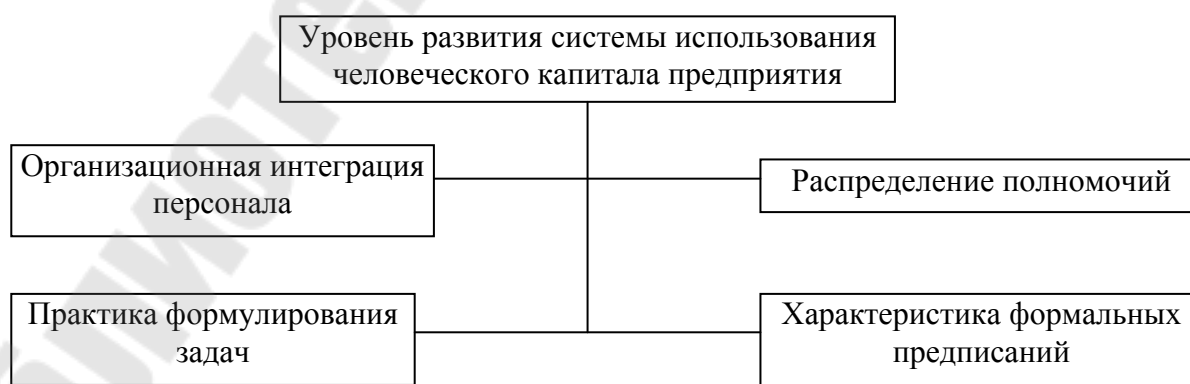 Уровень развития системы использования
человеческого капитала предприятия
Организационная интеграция
персонала
Распределение полномочий
Практика формулирования
задач
Характеристика формальных
предписаний